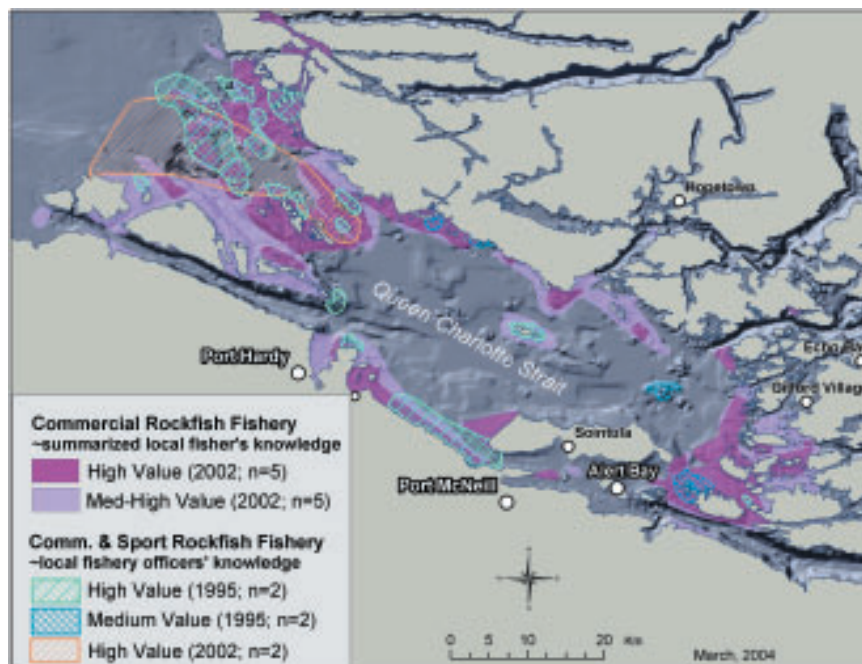 Hopetown
Queen Charlotte Strait
Port Hardy
Echo Ba
Gilford Village
Sointula
Alert Bay
Port McNeill
Commercial Rockfish Fishery
~summarized local fisher's knowledge
High Value (2002; n=5)
Med-High Value (2002; n=5)
Comm. & Sport Rockfish Fishery
~local fishery officers' knowledge
High Value (1995; n=2)
Medium Value (1995; n=2)
High Value (2002; n=2)
0 5 10 20 Km
March, 2004